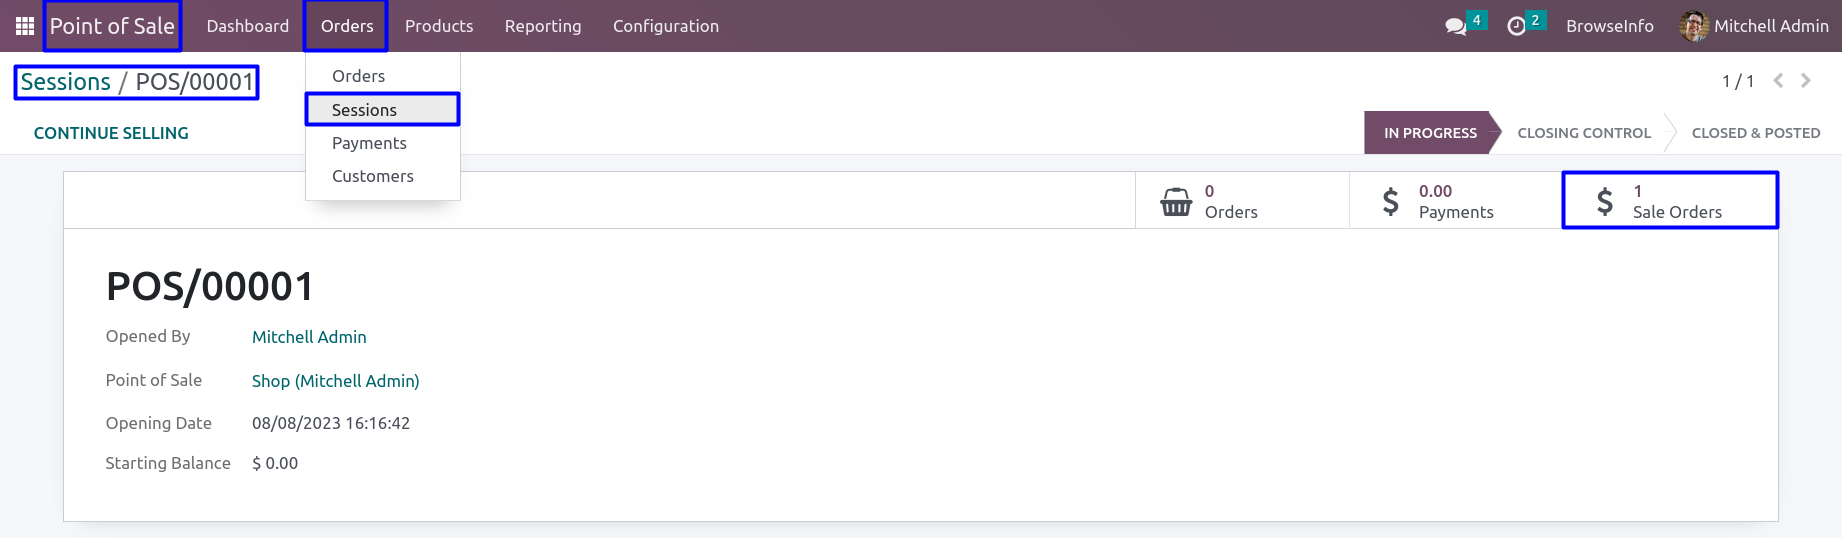 Point of Sale Dashboard Orders Products Reporting Configuration 4 2 BrowseInfo Mitchell Admin
Sessions / POS/00001
1 / 1
Orders
Sessions
Payments
Customers
CONTINUE SELLING
IN PROGRESS CLOSING CONTROL CLOSED & POSTED
0
Orders
0.00
Payments
1
Sale Orders
POS/00001
Opened By Mitchell Admin
Point of Sale Shop (Mitchell Admin)
Opening Date 08/08/2023 16:16:42
Starting Balance $ 0.00